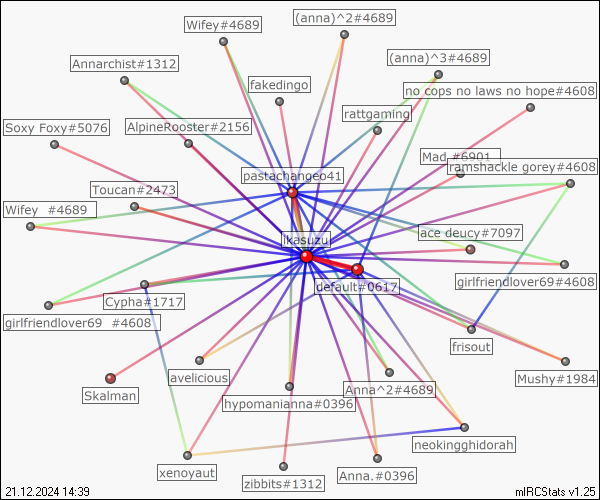 (anna)^2#4689
Wifey#4689
(anna)^3#4689
Annarchist#1312
fakedingo
no cops no laws no hope#4608
rattgaming
Soxy Foxy#5076
AlpineRooster#2156
Mad_#6901
ramshackle gorey#4608
pastachangeo41
Toucan#2473
Wifey_ #4689
ace deucy#7097
ikasuzu
default#0617
girlfriendlover69#4608
Cypha#1717
girlfriendlover69_#4608
frisout
avelicious
Mushy#1984
Skalman
Anna^2#4689
hypomanianna#0396
neokingghidorah
xenoyaut
zibbits#1312
Anna.#0396
21.12.2024 14:39
mIRCStats v1.25